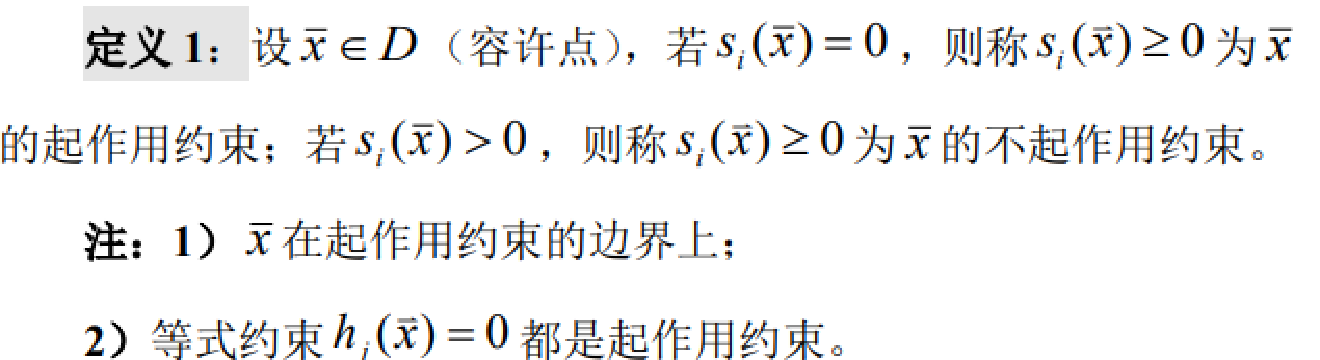 定义 1：设 x̄ ∈ D（容许点），若 sᵢ(x̄) = 0，则称 sᵢ(x̄) ≥ 0 为 x̄
的起作用约束；若 sᵢ(x̄) > 0，则称 sᵢ(x̄) ≥ 0 为 x̄ 的不起作用约束。
注：1）x̄ 在起作用约束的边界上；
2）等式约束 hⱼ(x̄) = 0 都是起作用约束。